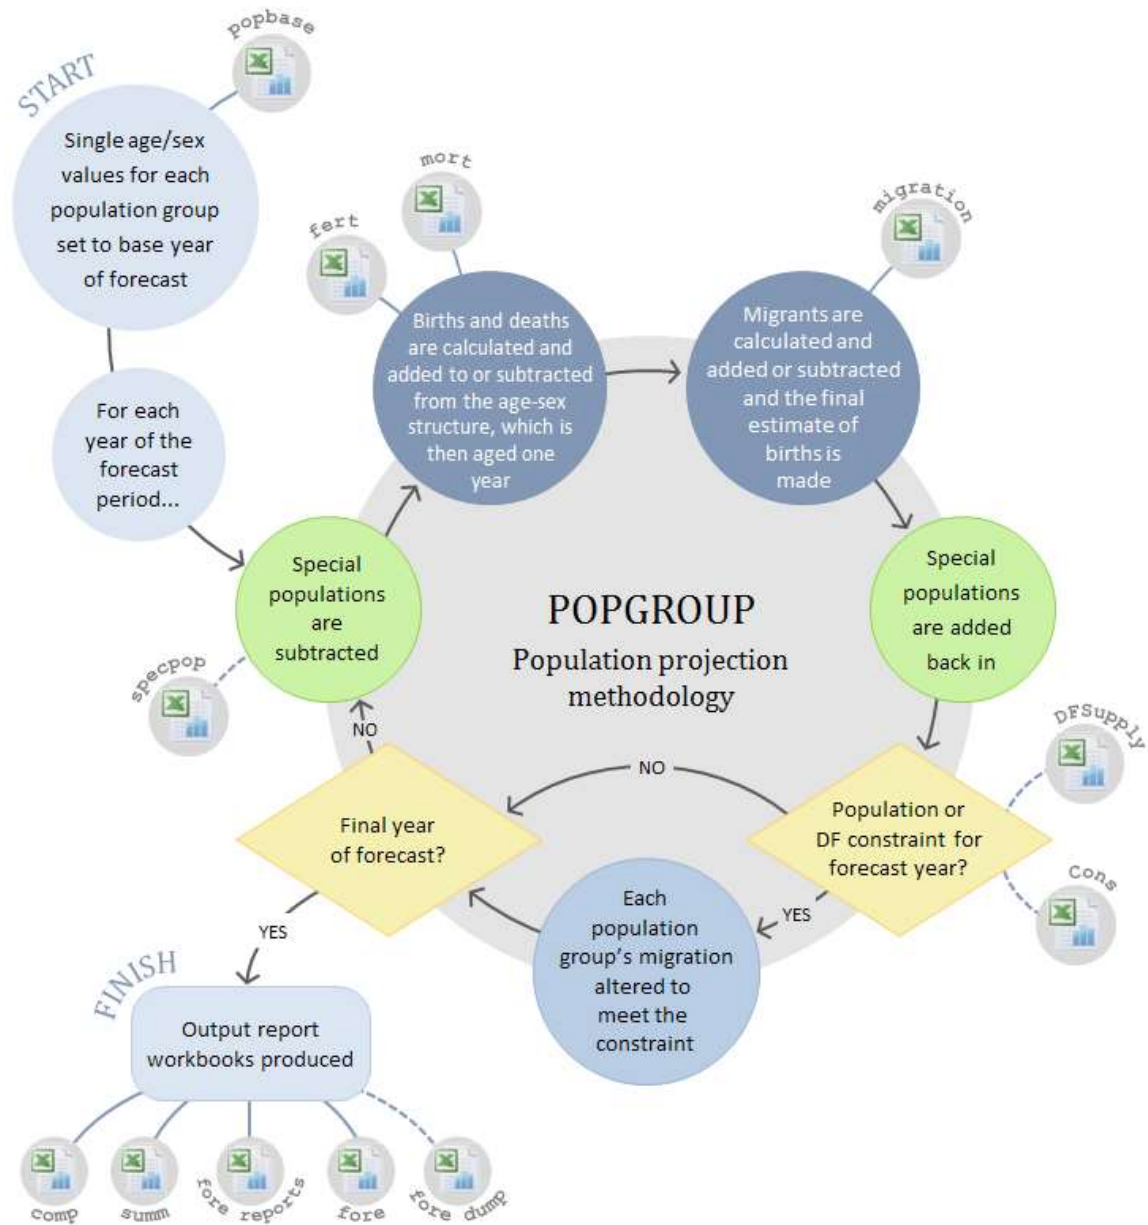 popbase
START
Single age/sex
values for each
population group
set to base year
of forecast
mort
fert
migration
For each
year of the
forecast
period...
Births and deaths
are calculated and
added to or subtracted
from the age-sex
structure, which is
then aged one
year
Migrants are
calculated and
added or subtracted
and the final
estimate of
births is
made
Special
populations
are
subtracted
specpop
POPGROUP
Population projection
methodology
Special
populations
are added
back in
DFSupply
NO
NO
Final year
of forecast?
Population or
DF constraint for
forecast year?
Cons
YES
Each
population
group's migration
altered to
meet the
constraint
YES
FINISH
Output report
workbooks produced
comp
summ
fore reports
fore
fore dump